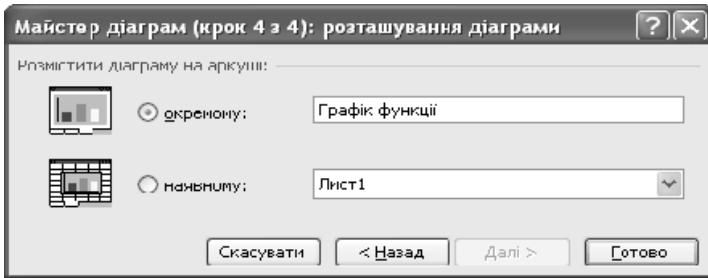 Майстер діаграм (крок 4 з 4): розташування діаграми
Розмістити діаграму на аркуші:
окремому: Графік функції
наявному: Лист1
Скасувати < Назад Далі > Готово